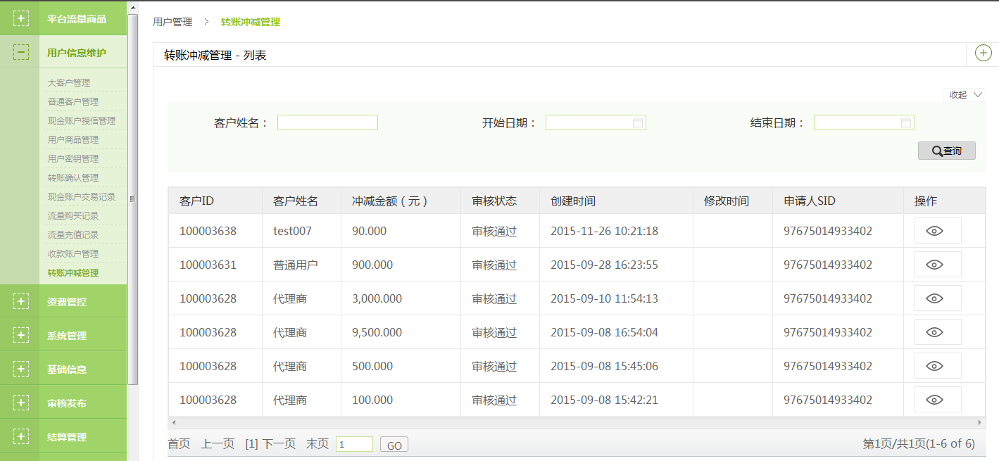 平台流量商品
用户信息维护
大客户管理
普通客户管理
现金账户授信管理
用户商品管理
用户密钥管理
转账确认管理
现金账户交易记录
流量购买记录
流量充值记录
收款账户管理
转账冲减管理
资费管控
系统管理
基础信息
审核发布
结算管理
用户管理 > 转账冲减管理
转账冲减管理 - 列表
收起
客户姓名： 开始日期： 结束日期：
查询
客户ID 客户姓名 冲减金额（元） 审核状态 创建时间 修改时间 申请人SID 操作
100003638 test007 90.000 审核通过 2015-11-26 10:21:18 97675014933402
100003631 普通用户 900.000 审核通过 2015-09-28 16:23:55 97675014933402
100003628 代理商 3,000.000 审核通过 2015-09-10 11:54:13 97675014933402
100003628 代理商 9,500.000 审核通过 2015-09-08 16:54:04 97675014933402
100003628 代理商 500.000 审核通过 2015-09-08 15:45:06 97675014933402
100003628 代理商 100.000 审核通过 2015-09-08 15:42:21 97675014933402
首页 上一页 [1] 下一页 末页 1 GO 第1页/共1页(1-6 of 6)